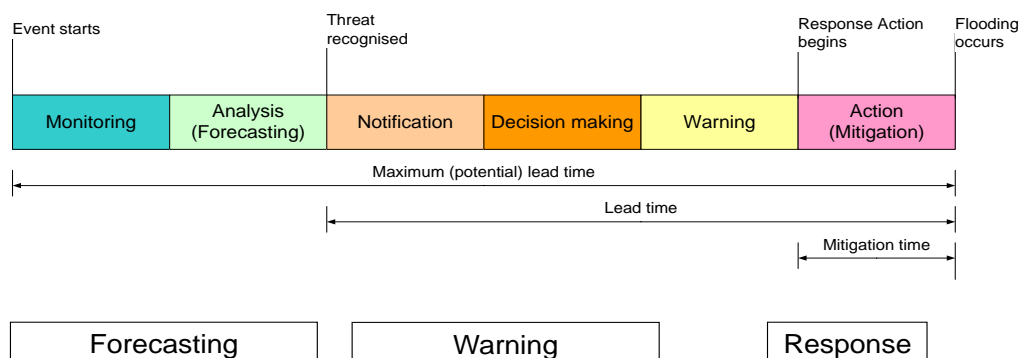 Event starts
Threat
recognised
Response Action
begins
Flooding
occurs
Monitoring
Analysis
(Forecasting)
Notification
Decision making
Warning
Action
(Mitigation)
Maximum (potential) lead time
Lead time
Mitigation time
Forecasting
Warning
Response